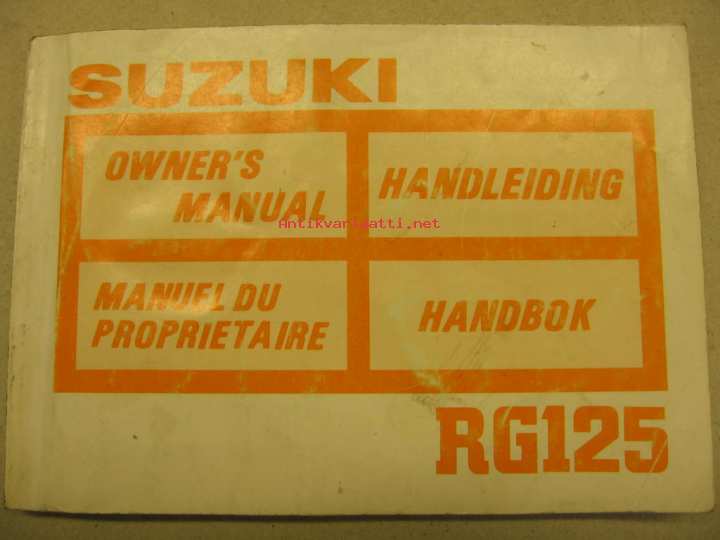 SUZUKI
OWNER'S
MANUAL
HANDLEIDING
Antikvariaatti.net
MANUEL DU
PROPRIETAIRE
HANDBOK
RG125